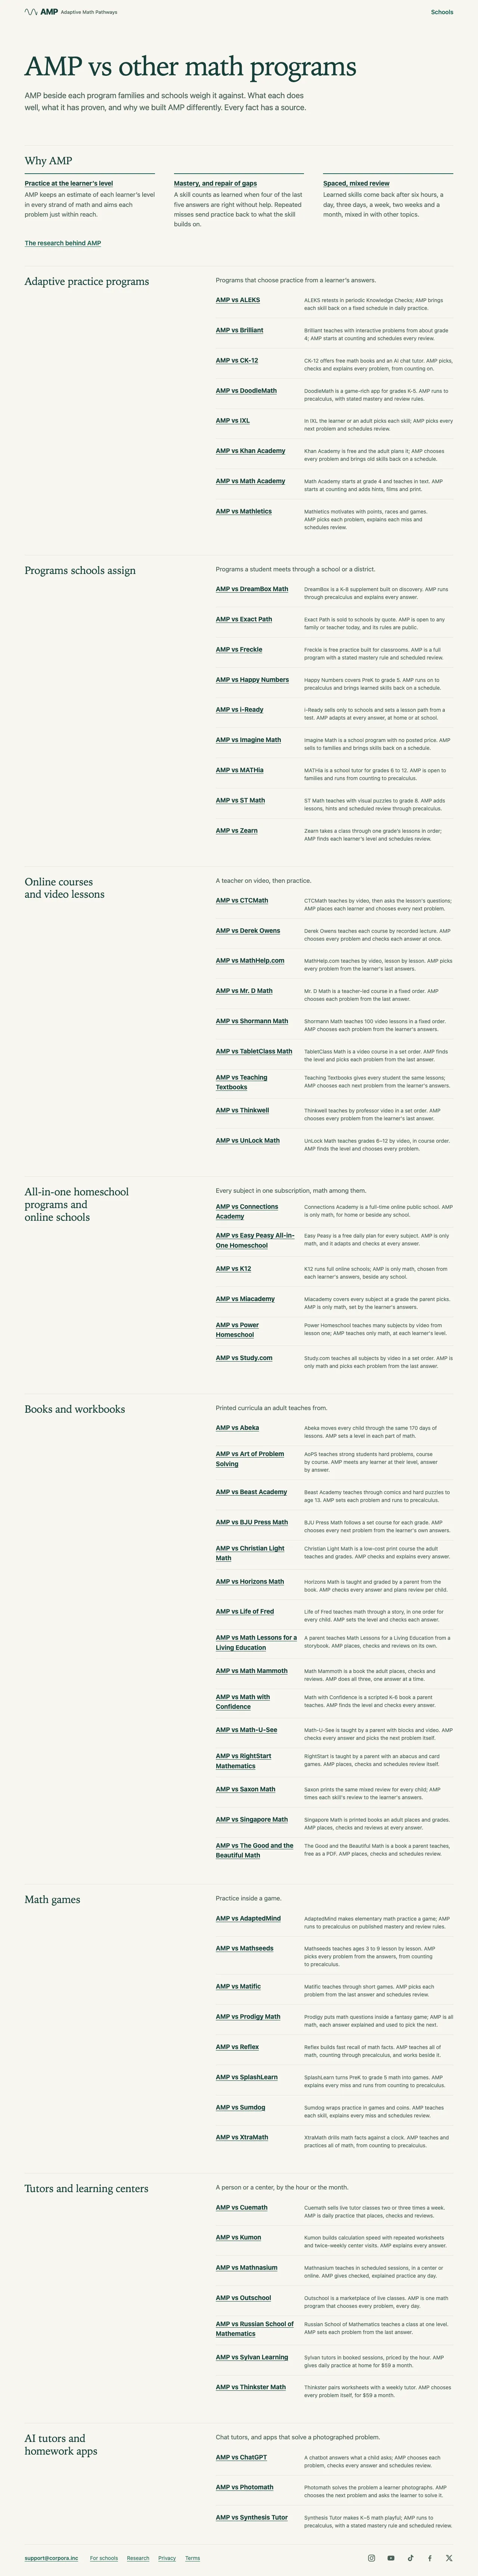 AMP Adaptive Math Pathways
Schools
AMP vs other math programs
AMP beside each program families and schools weigh it against. What each does
well, what it has proven, and why we built AMP differently. Every fact has a source.
Why AMP
Practice at the learner's level
AMP keeps an estimate of each learner's level
in every strand of math and aims each
problem just within reach.
Mastery, and repair of gaps
A skill counts as learned when four of the last
five answers are right without help. Repeated
misses send practice back to what the skill
builds on.
Spaced, mixed review
Learned skills come back after six hours, a
day, three days, a week, two weeks and a
month, mixed in with other topics.
The research behind AMP
Adaptive practice programs
Programs that choose practice from a learner's answers.
AMP vs ALEKS
ALEKS retests in periodic Knowledge Checks; AMP brings
each skill back on a fixed schedule in daily practice.
AMP vs Brilliant
Brilliant teaches with interactive problems from about grade
4; AMP starts at counting and schedules every review.
AMP vs CK-12
CK-12 offers free math books and an AI chat tutor. AMP picks,
checks and explains every problem, from counting on.
AMP vs DoodleMath
DoodleMath is a game-rich app for grades K-5. AMP runs to
precalculus, with stated mastery and review rules.
AMP vs IXL
In IXL the learner or an adult picks each skill; AMP picks every
next problem and schedules review.
AMP vs Khan Academy
Khan Academy is free and the adult plans it; AMP chooses
every problem and brings old skills back on a schedule.
AMP vs Math Academy
Math Academy starts at grade 4 and teaches in text. AMP
starts at counting and adds hints, films and print.
AMP vs Mathletics
Mathletics motivates with points, races and games.
AMP picks each problem, explains each miss and
schedules review.
Programs schools assign
Programs a student meets through a school or a district.
AMP vs DreamBox Math
DreamBox is a K-8 supplement built on discovery. AMP runs
through precalculus and explains every answer.
AMP vs Exact Path
Exact Path is sold to schools by quote. AMP is open to any
family or teacher today, and its rules are public.
AMP vs Freckle
Freckle is free practice built for classrooms. AMP is a full
program with a stated mastery rule and scheduled review.
AMP vs Happy Numbers
Happy Numbers covers PreK to grade 5. AMP runs on to
precalculus and brings learned skills back on a schedule.
AMP vs i-Ready
i-Ready sells only to schools and sets a lesson path from a
test. AMP adapts at every answer, at home or at school.
AMP vs Imagine Math
Imagine Math is a school program with no posted price. AMP
sells to families and brings skills back on a schedule.
AMP vs MATHia
MATHia is a school tutor for grades 6 to 12. AMP is open to
families and runs from counting to precalculus.
AMP vs ST Math
ST Math teaches with visual puzzles to grade 8. AMP adds
lessons, hints and scheduled review through precalculus.
AMP vs Zearn
Zearn takes a class through one grade's lessons in order;
AMP finds each learner's level and schedules review.
Online courses
and video lessons
A teacher on video, then practice.
AMP vs CTCMath
CTCMath teaches by video, then asks the lesson's questions;
AMP places each learner and chooses every next problem.
AMP vs Derek Owens
Derek Owens teaches each course by recorded lecture. AMP
chooses every problem and checks each answer at once.
AMP vs MathHelp.com
MathHelp.com teaches by video, lesson by lesson. AMP picks
every problem from the learner's last answers.
AMP vs Mr. D Math
Mr. D Math is a teacher-led course in a fixed order. AMP
chooses each problem from the last answer.
AMP vs Shormann Math
Shormann Math teaches 100 video lessons in a fixed order.
AMP chooses each problem from the learner's answers.
AMP vs TabletClass Math
TabletClass Math is a video course in a set order. AMP finds
the level and picks each problem from the last answer.
AMP vs Teaching
Textbooks
Teaching Textbooks gives every student the same lessons;
AMP chooses each next problem from the learner's answers.
AMP vs Thinkwell
Thinkwell teaches by professor video in a set order. AMP
chooses every problem from the learner's last answer.
AMP vs UnLock Math
UnLock Math teaches grades 6–12 by video, in course order.
AMP finds the level and chooses every problem.
All-in-one homeschool
programs and
online schools
Every subject in one subscription, math among them.
AMP vs Connections
Academy
Connections Academy is a full-time online public school. AMP
is only math, for home or beside any school.
AMP vs Easy Peasy All-in-
One Homeschool
Easy Peasy is a free daily plan for every subject. AMP is only
math, and it adapts and checks at every answer.
AMP vs K12
K12 runs full online schools; AMP is only math, chosen from
each learner's answers, beside any school.
AMP vs Miacademy
Miacademy covers every subject at a grade the parent picks.
AMP is only math, set by the learner's answers.
AMP vs Power
Homeschool
Power Homeschool teaches many subjects by video from
lesson one; AMP teaches only math, at each learner's level.
AMP vs Study.com
Study.com teaches all subjects by video in a set order. AMP is
only math and picks each problem from the last answer.
Books and workbooks
Printed curricula an adult teaches from.
AMP vs Abeka
Abeka moves every child through the same 170 days of
lessons. AMP sets a level in each part of math.
AMP vs Art of Problem
Solving
AoPS teaches strong students hard problems, course
by course. AMP meets any learner at their level, answer
by answer.
AMP vs Beast Academy
Beast Academy teaches through comics and hard puzzles to
age 13. AMP sets each problem and runs to precalculus.
AMP vs BJU Press Math
BJU Press Math follows a set course for each grade. AMP
chooses every next problem from the learner's own answers.
AMP vs Christian Light
Math
Christian Light Math is a low-cost print course the adult
teaches and grades. AMP checks and explains every answer.
AMP vs Horizons Math
Horizons Math is taught and graded by a parent from the
book. AMP checks every answer and plans review per child.
AMP vs Life of Fred
Life of Fred teaches math through a story, in one order for
every child. AMP sets the level and checks each answer.
AMP vs Math Lessons for a
Living Education
A parent teaches Math Lessons for a Living Education from a
storybook. AMP places, checks and reviews on its own.
AMP vs Math Mammoth
Math Mammoth is a book the adult places, checks and
reviews. AMP does all three, one answer at a time.
AMP vs Math with
Confidence
Math with Confidence is a scripted K-6 book a parent
teaches. AMP finds the level and checks every answer.
AMP vs Math-U-See
Math-U-See is taught by a parent with blocks and video. AMP
checks every answer and picks the next problem itself.
AMP vs RightStart
Mathematics
RightStart is taught by a parent with an abacus and card
games. AMP places, checks and schedules review itself.
AMP vs Saxon Math
Saxon prints the same mixed review for every child; AMP
times each skill's review to the learner's answers.
AMP vs Singapore Math
Singapore Math is printed books an adult places and grades.
AMP places, checks and reviews at every answer.
AMP vs The Good and the
Beautiful Math
The Good and the Beautiful Math is a book a parent teaches,
free as a PDF. AMP places, checks and schedules review.
Math games
Practice inside a game.
AMP vs AdaptedMind
AdaptedMind makes elementary math practice a game; AMP
runs to precalculus on published mastery and review rules.
AMP vs Mathseeds
Mathseeds teaches ages 3 to 9 lesson by lesson. AMP
picks every problem from the answers, from counting
to precalculus.
AMP vs Matific
Matific teaches through short games. AMP picks each
problem from the last answer and schedules review.
AMP vs Prodigy Math
Prodigy puts math questions inside a fantasy game; AMP is all
math, each answer explained and used to pick the next.
AMP vs Reflex
Reflex builds fast recall of math facts. AMP teaches all of
math, counting through precalculus, and works beside it.
AMP vs SplashLearn
SplashLearn turns PreK to grade 5 math into games. AMP
explains every miss and runs from counting to precalculus.
AMP vs Sumdog
Sumdog wraps practice in games and coins. AMP teaches
each skill, explains every miss and schedules review.
AMP vs XtraMath
XtraMath drills math facts against a clock. AMP teaches and
practices all of math, from counting to precalculus.
Tutors and learning centers
A person or a center, by the hour or the month.
AMP vs Cuemath
Cuemath sells live tutor classes two or three times a week.
AMP is daily practice that places, checks and reviews.
AMP vs Kumon
Kumon builds calculation speed with repeated worksheets
and twice-weekly center visits. AMP explains every answer.
AMP vs Mathnasium
Mathnasium teaches in scheduled sessions, in a center or
online. AMP gives checked, explained practice any day.
AMP vs Outschool
Outschool is a marketplace of live classes. AMP is one math
program that chooses every problem, every day.
AMP vs Russian School of
Mathematics
Russian School of Mathematics teaches a class at one level.
AMP sets each problem from the last answer.
AMP vs Sylvan Learning
Sylvan tutors in booked sessions, priced by the hour. AMP
gives daily practice at home for $59 a month.
AMP vs Thinkster Math
Thinkster pairs worksheets with a weekly tutor. AMP chooses
every problem itself, for $59 a month.
AI tutors and
homework apps
Chat tutors, and apps that solve a photographed problem.
AMP vs ChatGPT
A chatbot answers what a child asks; AMP chooses each
problem, checks every answer and schedules review.
AMP vs Photomath
Photomath solves the problem a learner photographs. AMP
chooses the next problem and asks the learner to solve it.
AMP vs Synthesis Tutor
Synthesis Tutor makes K–5 math playful; AMP runs to
precalculus, with a stated mastery rule and scheduled review.
support@corpora.inc
For schools
Research
Privacy
Terms